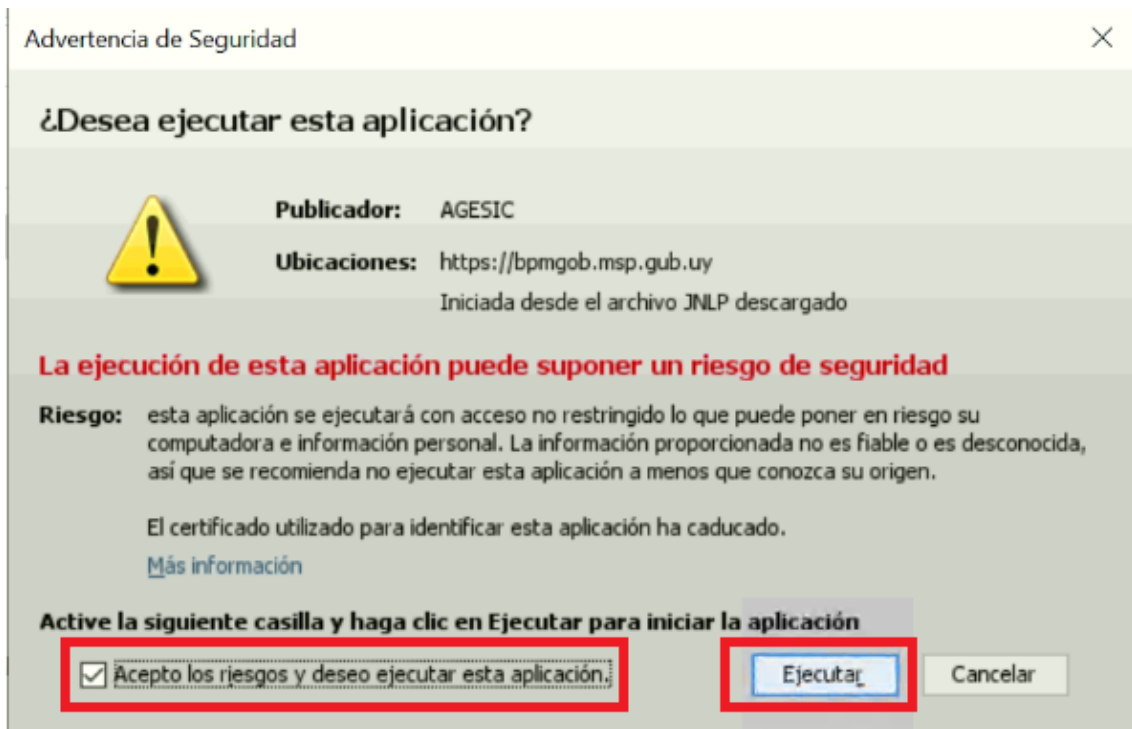 Advertencia de Seguridad
¿Desea ejecutar esta aplicación?
Publicador: AGESIC
Ubicaciones: https://bpmgob.msp.gub.uy
Iniciada desde el archivo JNLP descargado
La ejecución de esta aplicación puede suponer un riesgo de seguridad
Riesgo: esta aplicación se ejecutará con acceso no restringido lo que puede poner en riesgo su
computadora e información personal. La información proporcionada no es fiable o es desconocida,
así que se recomienda no ejecutar esta aplicación a menos que conozca su origen.
El certificado utilizado para identificar esta aplicación ha caducado.
Más información
Active la siguiente casilla y haga clic en Ejecutar para iniciar la aplicación
Acepto los riesgos y deseo ejecutar esta aplicación. Ejecutar Cancelar